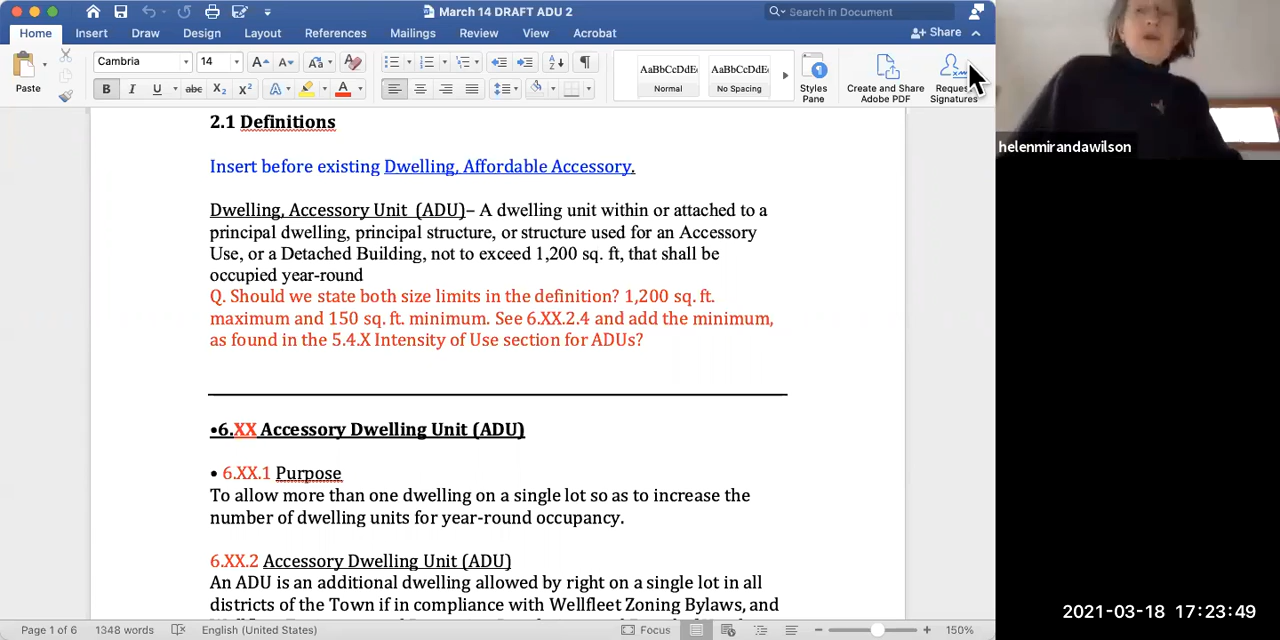 March 14 DRAFT ADU 2
Search in Document
Home Insert Draw Design Layout References Mailings Review View Acrobat Share
Paste
Cambria 14
AaBbCcDdE AaBbCcDdE
Normal No Spacing
Styles Pane
Create and Share Adobe PDF
Reques Signatures
helenmirandawilson
2.1 Definitions
Insert before existing Dwelling, Affordable Accessory.
Dwelling, Accessory Unit (ADU)– A dwelling unit within or attached to a
principal dwelling, principal structure, or structure used for an Accessory
Use, or a Detached Building, not to exceed 1,200 sq. ft, that shall be
occupied year-round
Q. Should we state both size limits in the definition? 1,200 sq. ft.
maximum and 150 sq. ft. minimum. See 6.XX.2.4 and add the minimum,
as found in the 5.4.X Intensity of Use section for ADUs?
•6.XX Accessory Dwelling Unit (ADU)
• 6.XX.1 Purpose
To allow more than one dwelling on a single lot so as to increase the
number of dwelling units for year-round occupancy.
6.XX.2 Accessory Dwelling Unit (ADU)
An ADU is an additional dwelling allowed by right on a single lot in all
districts of the Town if in compliance with Wellfleet Zoning Bylaws, and
2021-03-18 17:23:49
Page 1 of 6 1348 words English (United States) Focus 150%